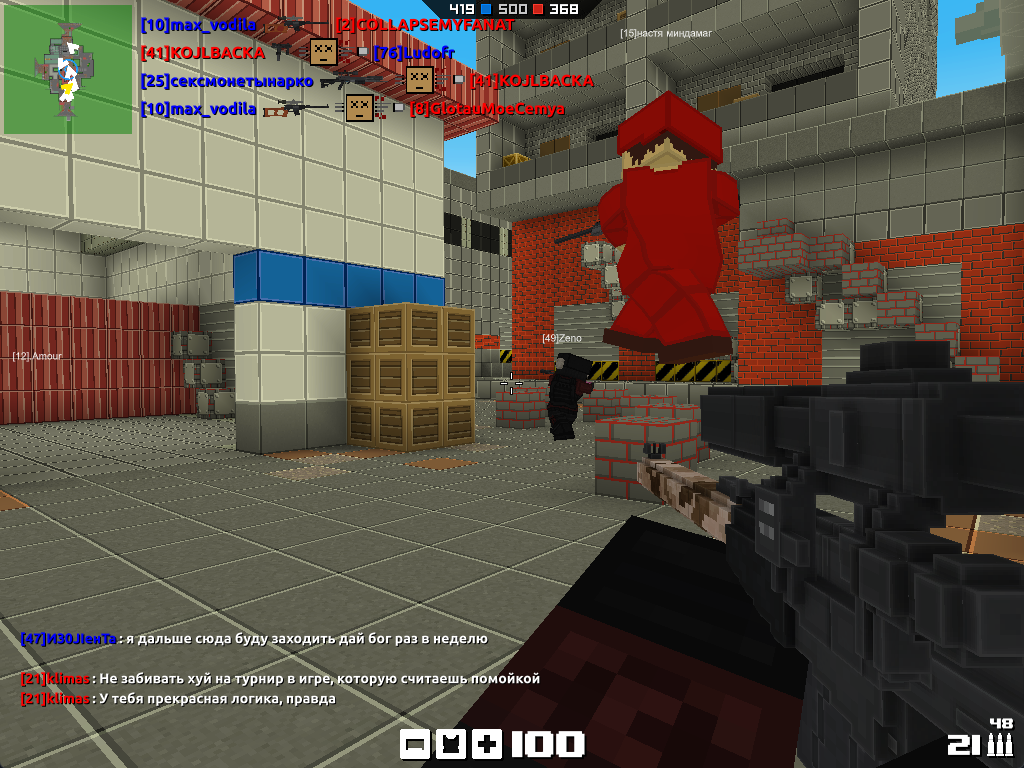 419 500 368
[10]max_vodila [2]COLLAPSEMYFANAT
[15]настя миндамаг
[41]KOJLBACKA [76]Ludofr
[25]сексмонетынарко [41]KOJLBACKA
[10]max_vodila [8]GlotauMoeCemya
[49]Zeno
[12].Amour
[47]И30JIенТа : я дальше сюда буду заходить дай бог раз в неделю
[21]klimas : Не забивать хуй на турнир в игре, которую считаешь помойкой
[21]klimas : У тебя прекрасная логика, правда
100
48
21